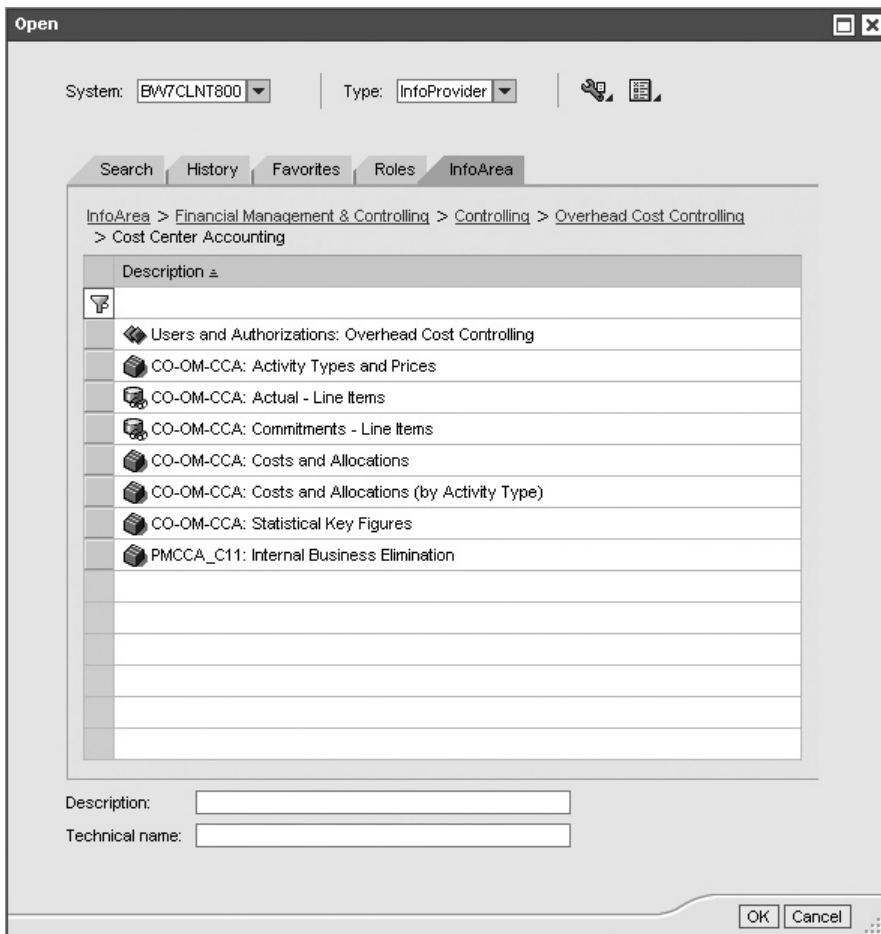 Open
System: BW7CLNT800 Type: InfoProvider
Search History Favorites Roles InfoArea
InfoArea > Financial Management & Controlling > Controlling > Overhead Cost Controlling
> Cost Center Accounting
Description
Users and Authorizations: Overhead Cost Controlling
CO-OM-CCA: Activity Types and Prices
CO-OM-CCA: Actual - Line Items
CO-OM-CCA: Commitments - Line Items
CO-OM-CCA: Costs and Allocations
CO-OM-CCA: Costs and Allocations (by Activity Type)
CO-OM-CCA: Statistical Key Figures
PMCCA_C11: Internal Business Elimination
Description:
Technical name:
OK Cancel